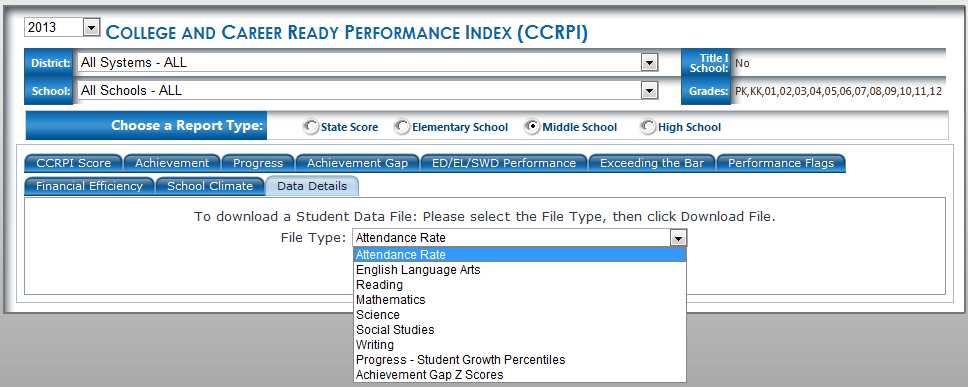 2013 COLLEGE AND CAREER READY PERFORMANCE INDEX (CCRPI)
District: All Systems - ALL Title I School: No
School: All Schools - ALL Grades: PK,KK,01,02,03,04,05,06,07,08,09,10,11,12
Choose a Report Type: State Score Elementary School Middle School High School
CCRPI Score Achievement Progress Achievement Gap ED/EL/SWD Performance Exceeding the Bar Performance Flags
Financial Efficiency School Climate Data Details
To download a Student Data File: Please select the File Type, then click Download File.
File Type: Attendance Rate
Attendance Rate
English Language Arts
Reading
Mathematics
Science
Social Studies
Writing
Progress - Student Growth Percentiles
Achievement Gap Z Scores